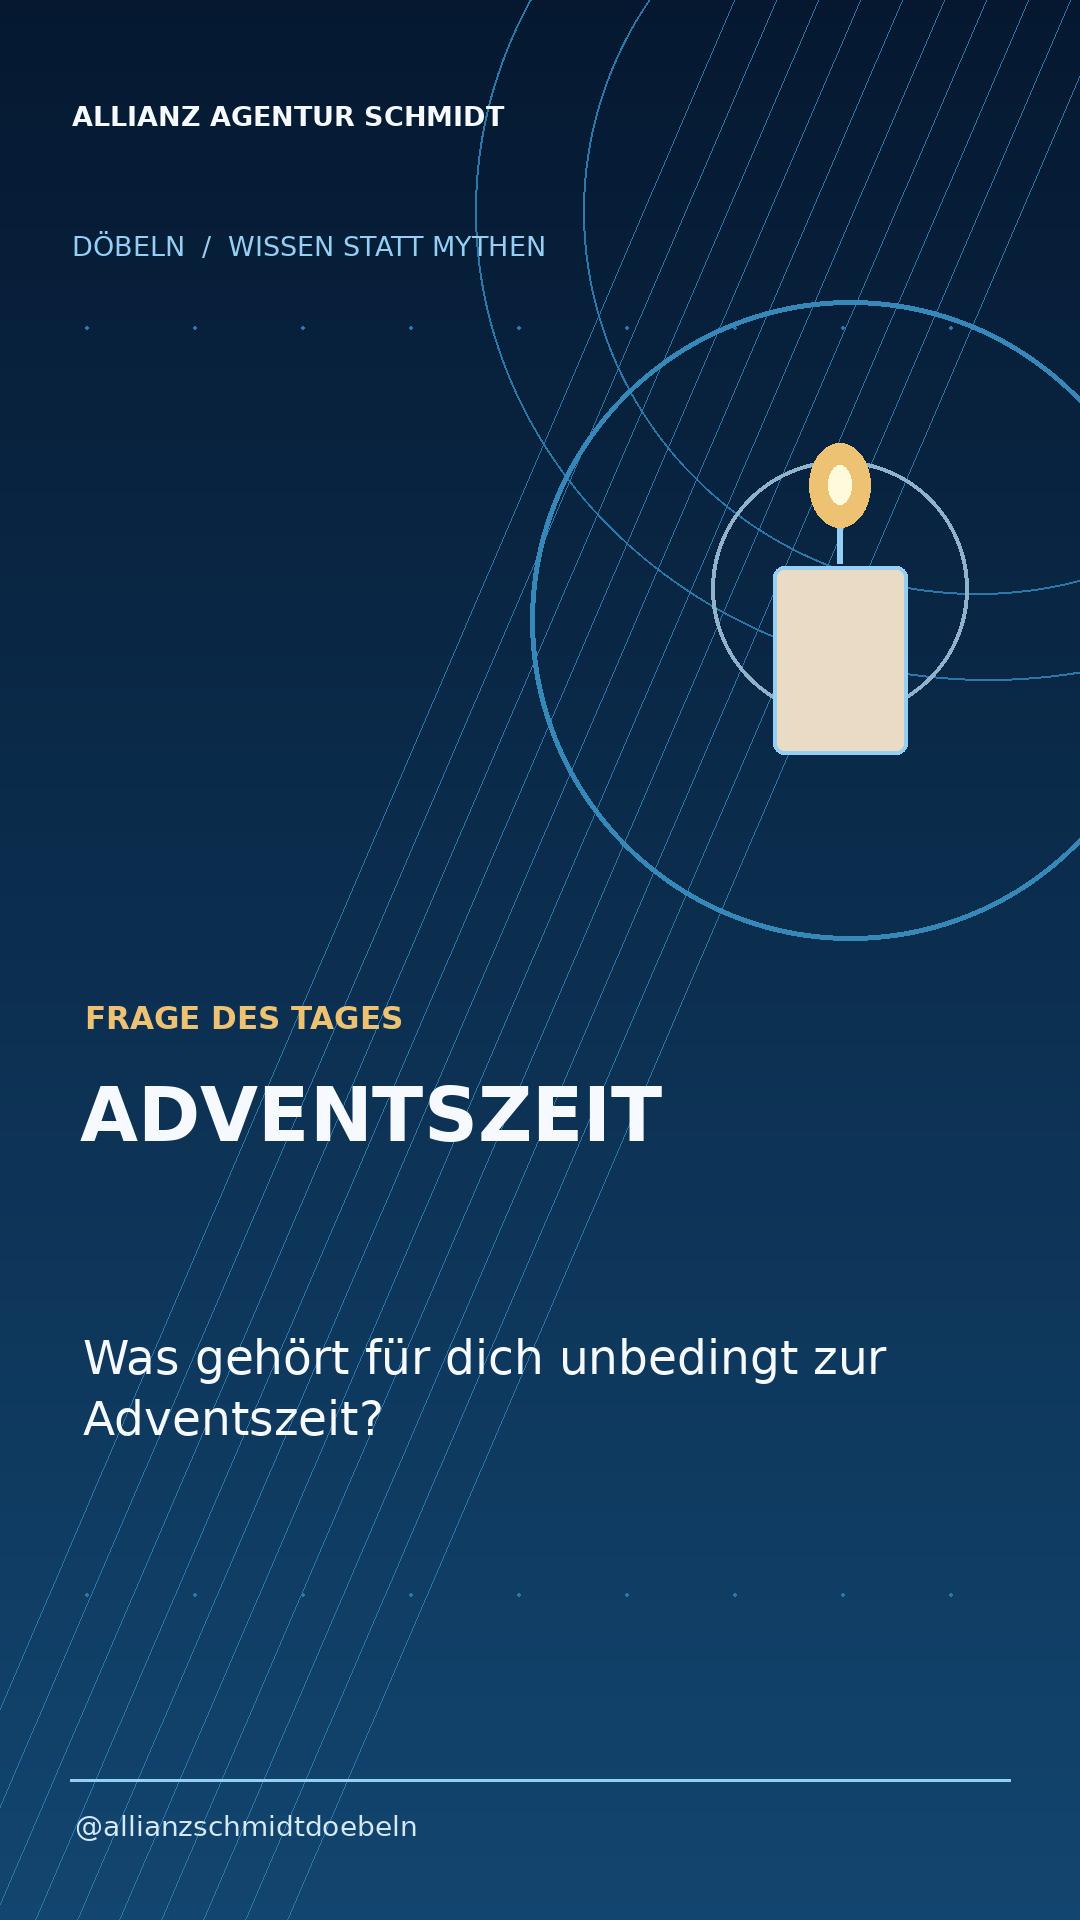 ALLIANZ AGENTUR SCHMIDT
DÖBELN / WISSEN STATT MYTHEN
FRAGE DES TAGES
ADVENTSZEIT
Was gehört für dich unbedingt zur
Adventszeit?
@allianzschmidtdoebeln